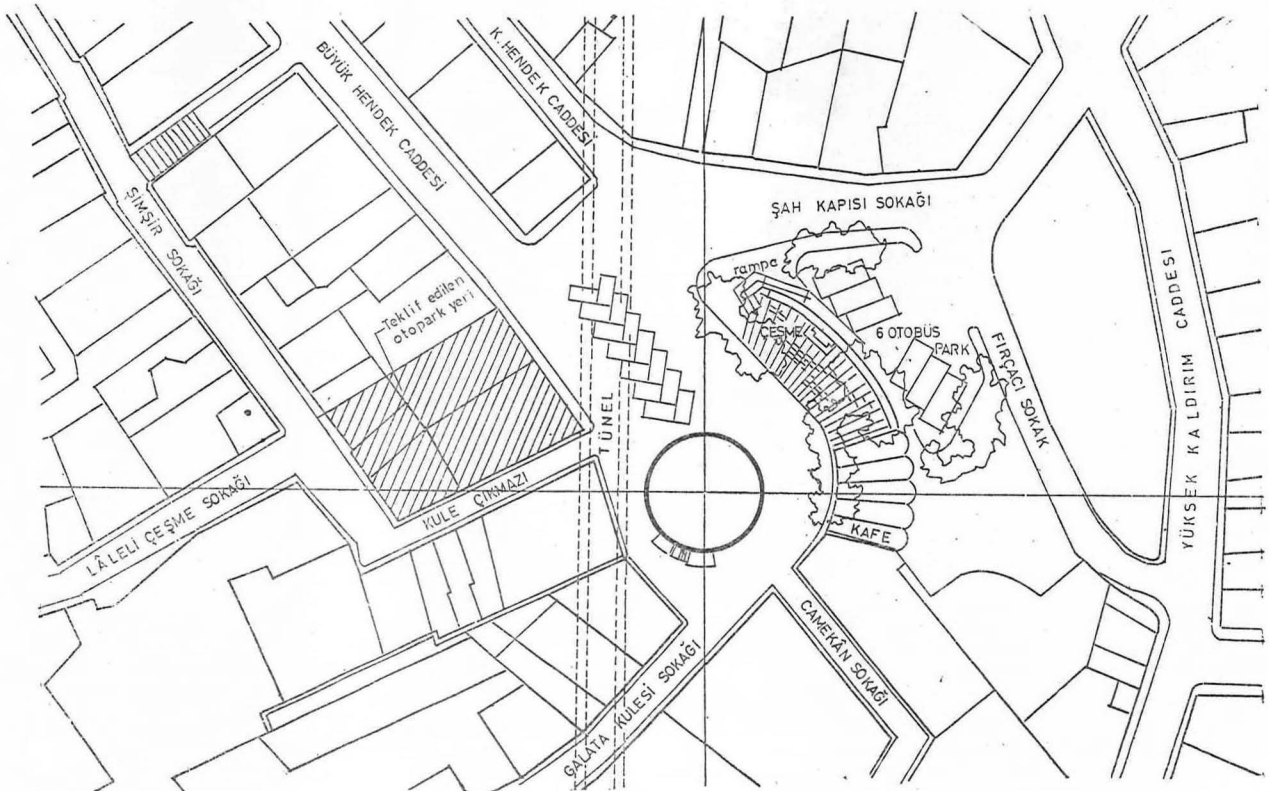 BÜYÜK HENDEK CADDESİ
K. HENDEK CADDESİ
ŞİMŞİR SOKAĞI
ŞAH KAPISI SOKAĞI
rampa
ÇEŞME
6 OTOBÜS
PARK
FIRÇACI SOKAK
YÜKSEK KALDIRIM CADDESİ
Teklif edilen
otopark yeri
TÜNEL
KULE ÇIKMAZI
LÂLELİ ÇEŞME SOKAĞI
KAFE
CAMEKÂN SOKAĞI
GALATA KULESİ SOKAĞI